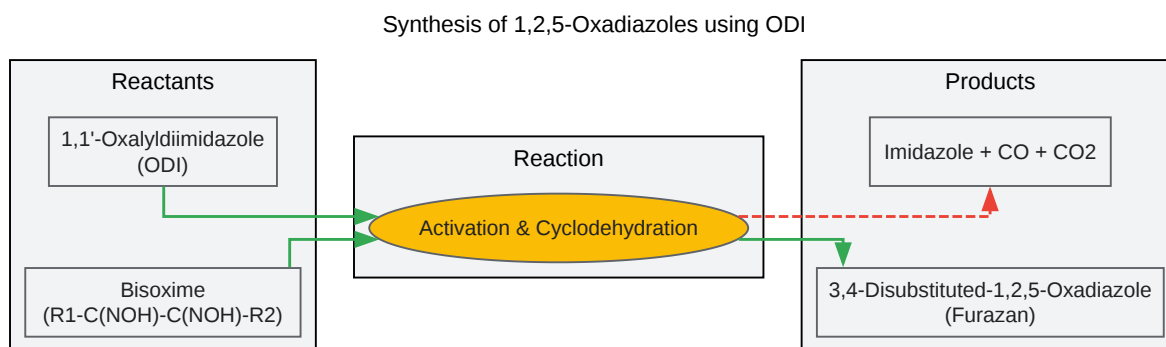 Synthesis of 1,2,5-Oxadiazoles using ODI
Reactants
1,1'-Oxalyldiimidazole
(ODI)
Bisoxime
(R1-C(NOH)-C(NOH)-R2)
Reaction
Activation & Cyclodehydration
Products
Imidazole + CO + CO2
3,4-Disubstituted-1,2,5-Oxadiazole
(Furazan)